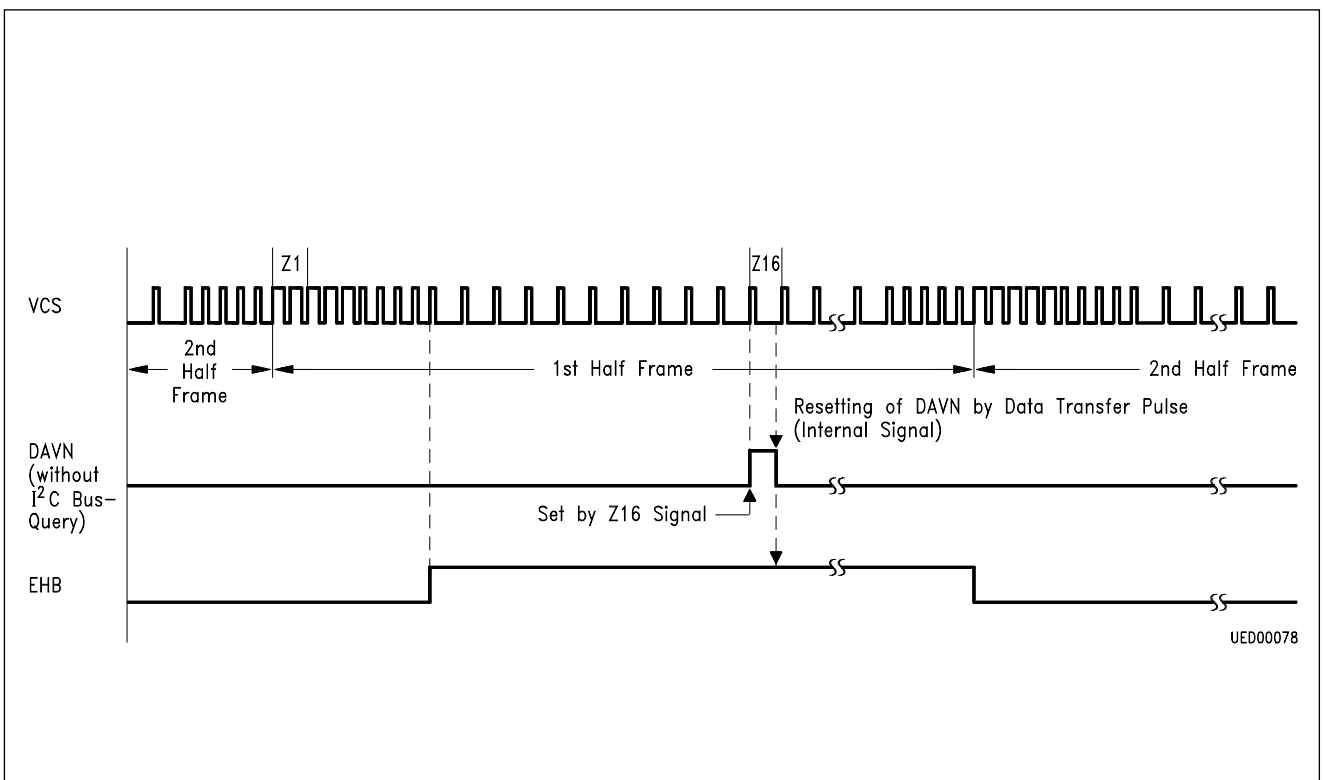 Z1
Z16
VCS
2nd
Half
Frame
1st Half Frame
2nd Half Frame
Resetting of DAVN by Data Transfer Pulse
(Internal Signal)
DAVN
(without
I²C Bus-
Query)
Set by Z16 Signal
EHB
UED00078